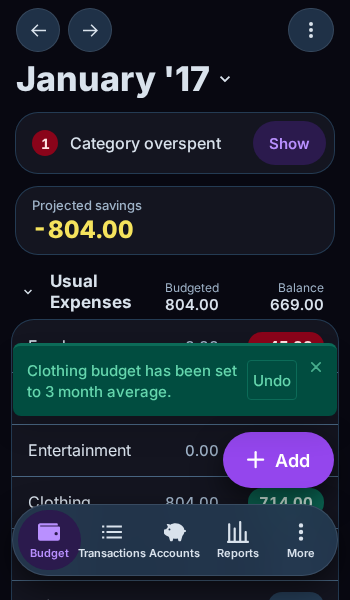 January '17
1 Category overspent Show
Projected savings
-804.00
Usual
Expenses
Budgeted
804.00
Balance
669.00
Clothing budget has been set
to 3 month average.
Undo
Entertainment 0.00
Add
Clothing 804.00 714.00
Budget Transactions Accounts Reports More